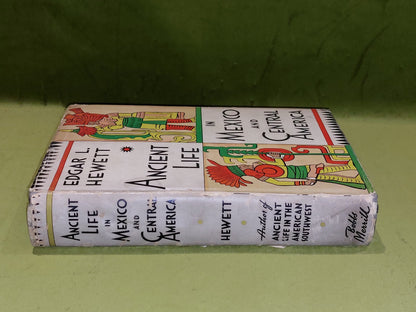 EDGAR L.
HEWETT
ANCIENT
LIFE
IN
MEXICO
AND
CENTRAL
AMERICA
ANCIENT
LIFE
IN
MEXICO
AND
CENTRAL
AMERICA
HEWETT
Author of
ANCIENT
LIFE IN THE
AMERICAN
SOUTHWEST
Bobbs
Merrill